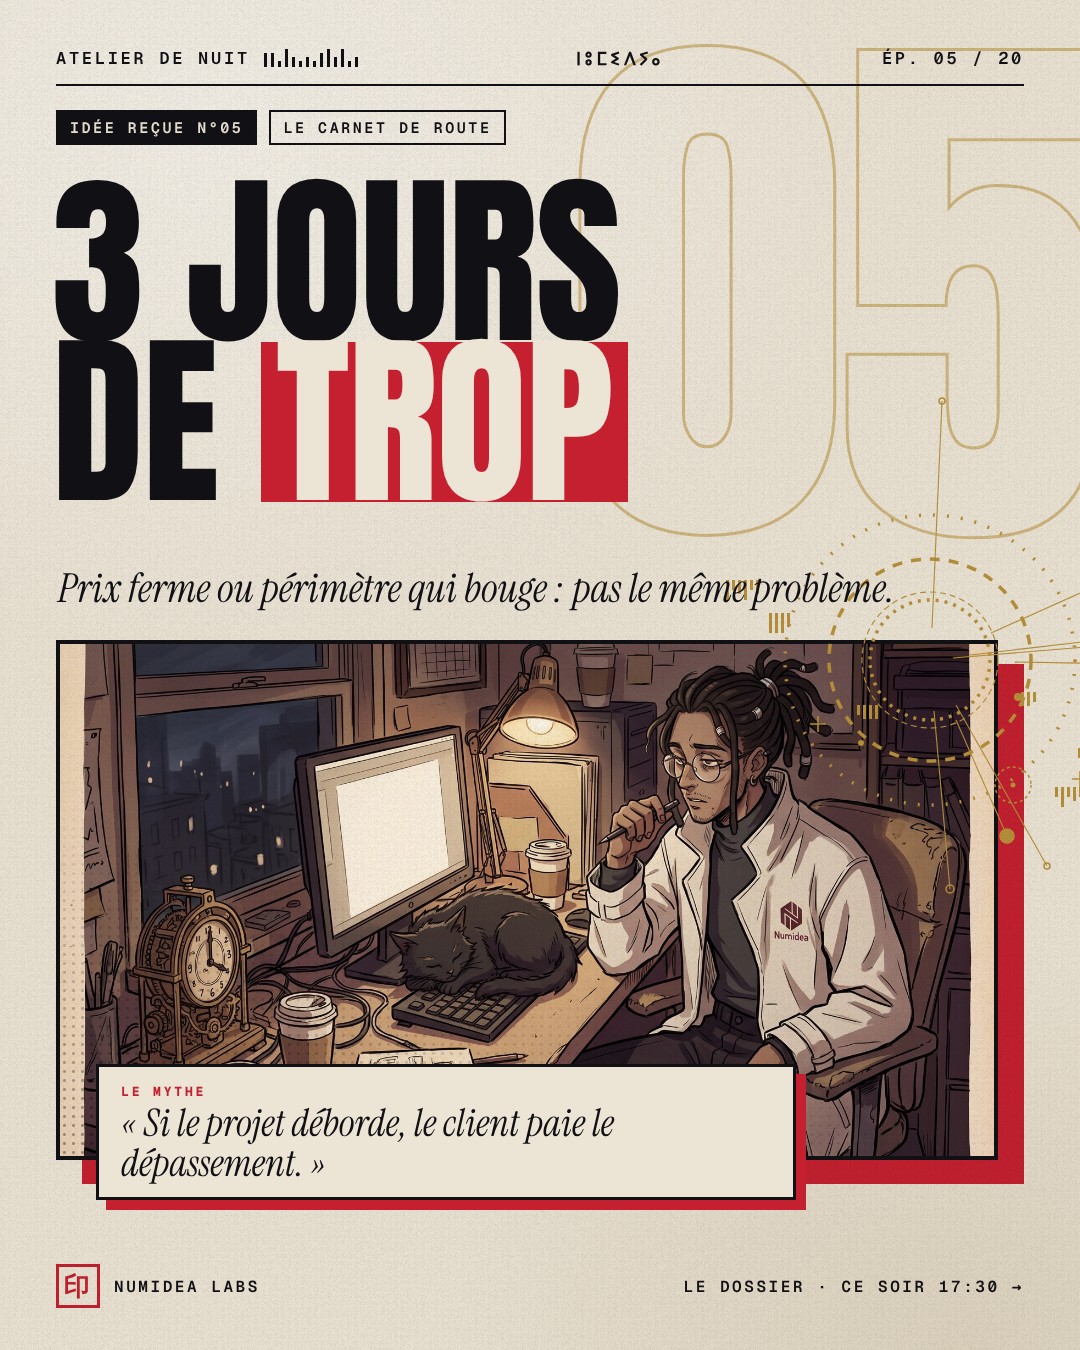 ATELIER DE NUIT
ÉP. 05 / 20
05
IDÉE REÇUE N°05
LE CARNET DE ROUTE
3 JOURS
DE TROP
Prix ferme ou périmètre qui bouge : pas le même problème.
Numidea
LE MYTHE
« Si le projet déborde, le client paie le
dépassement. »
印 NUMIDEA LABS
LE DOSSIER · CE SOIR 17:30 →